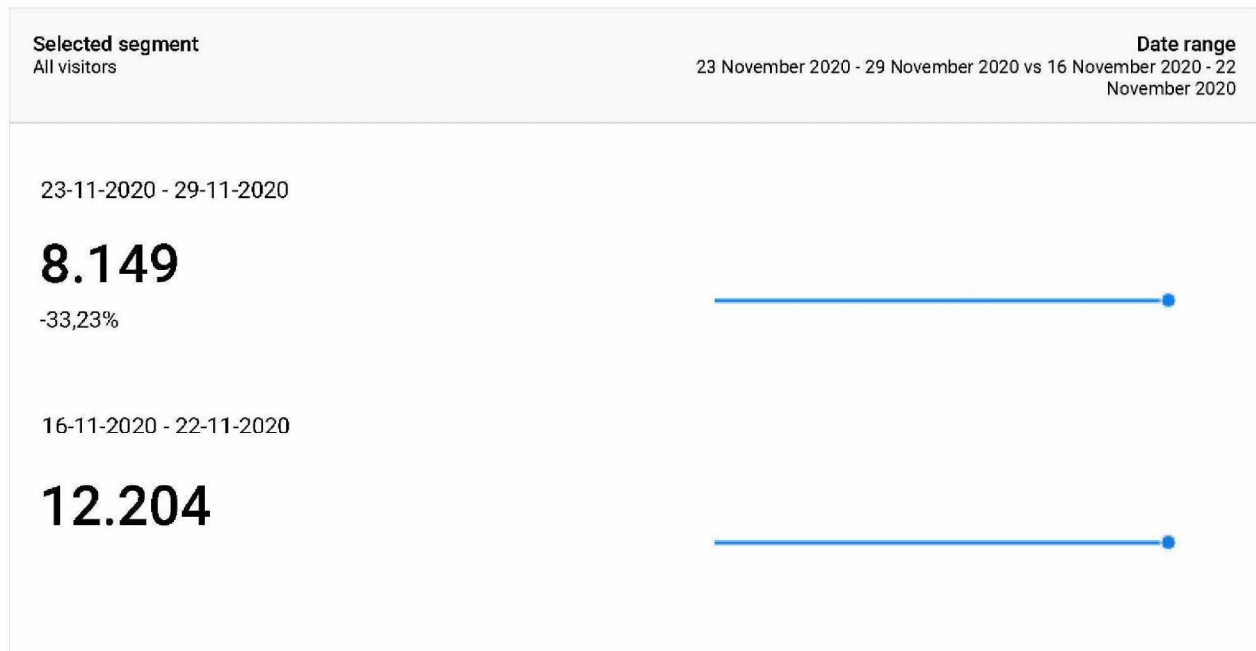 Selected segment
All visitors
Date range
23 November 2020 - 29 November 2020 vs 16 November 2020 - 22
November 2020
23-11-2020 - 29-11-2020
8.149
-33,23%
16-11-2020 - 22-11-2020
12.204